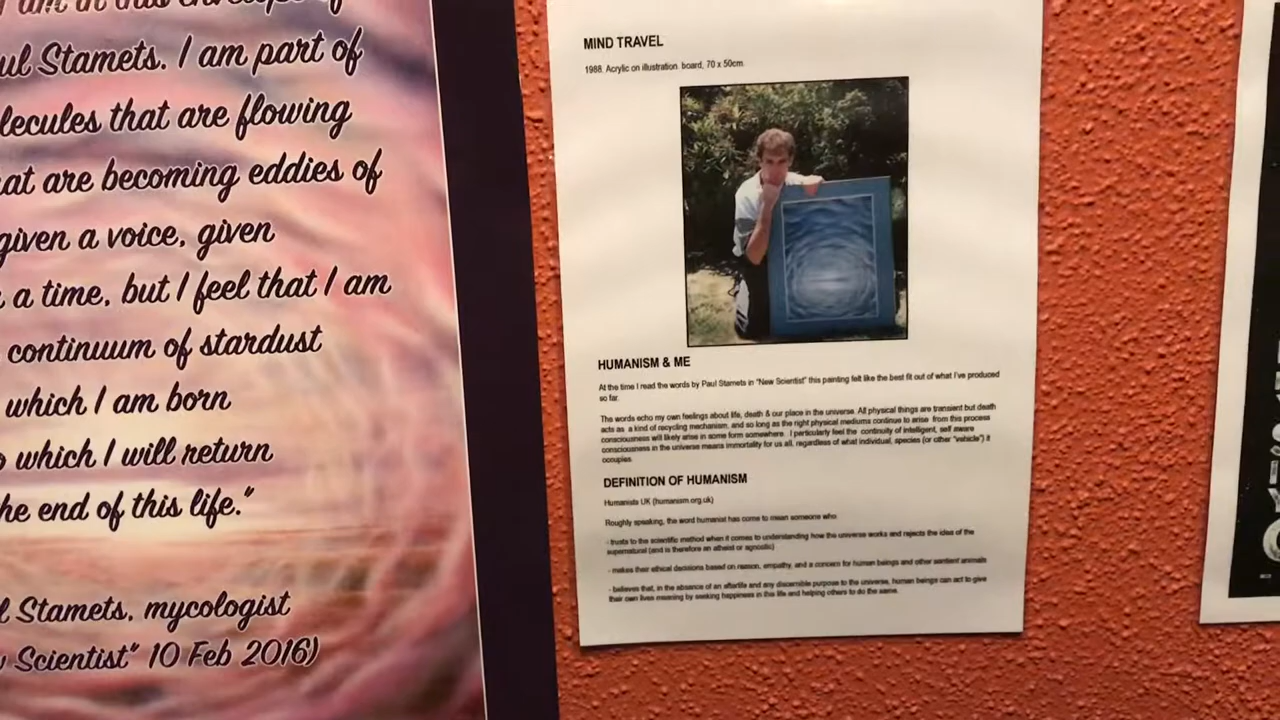 I am in this envelope of
ul Stamets. I am part of
lecules that are flowing
at are becoming eddies of
given a voice, given
a time, but I feel that I am
continuum of stardust
which I am born
o which I will return
he end of this life."
l Stamets, mycologist
Scientist" 10 Feb 2016)
MIND TRAVEL
1988. Acrylic on illustration board, 70 x 50cm.
HUMANISM & ME
At the time I read the words by Paul Stamets in "New Scientist" this painting felt like the best fit out of what I've produced
so far.
The words echo my own feelings about life, death & our place in the universe. All physical things are transient but death
acts as a kind of recycling mechanism, and so long as the right physical mediums continue to arise from this process
consciousness will likely arise in some form somewhere. I particularly feel the continuity of intelligent, self aware
consciousness in the universe means immortality for us all, regardless of what individual, species (or other "vehicle") it
occupies.
DEFINITION OF HUMANISM
Humanists UK (humanism.org.uk)
Roughly speaking, the word humanist has come to mean someone who:
- trusts to the scientific method when it comes to understanding how the universe works and rejects the idea of the
supernatural (and is therefore an atheist or agnostic)
- makes their ethical decisions based on reason, empathy, and a concern for human beings and other sentient animals
- believes that, in the absence of an afterlife and any discernible purpose to the universe, human beings can act to give
their own lives meaning by seeking happiness in this life and helping others to do the same.